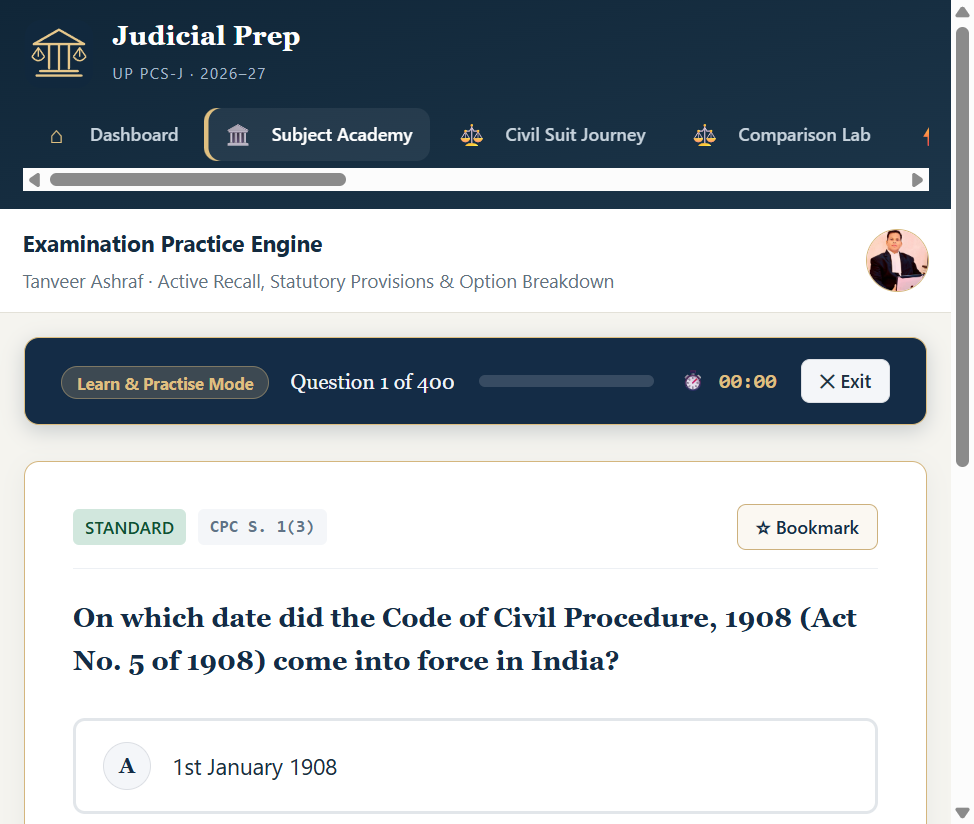 Judicial Prep
UP PCS-J · 2026–27
Dashboard
Subject Academy
Civil Suit Journey
Comparison Lab
Examination Practice Engine
Tanveer Ashraf · Active Recall, Statutory Provisions & Option Breakdown
Learn & Practise Mode
Question 1 of 400
00:00
Exit
STANDARD
CPC S. 1(3)
☆ Bookmark
On which date did the Code of Civil Procedure, 1908 (Act
No. 5 of 1908) come into force in India?
A
1st January 1908